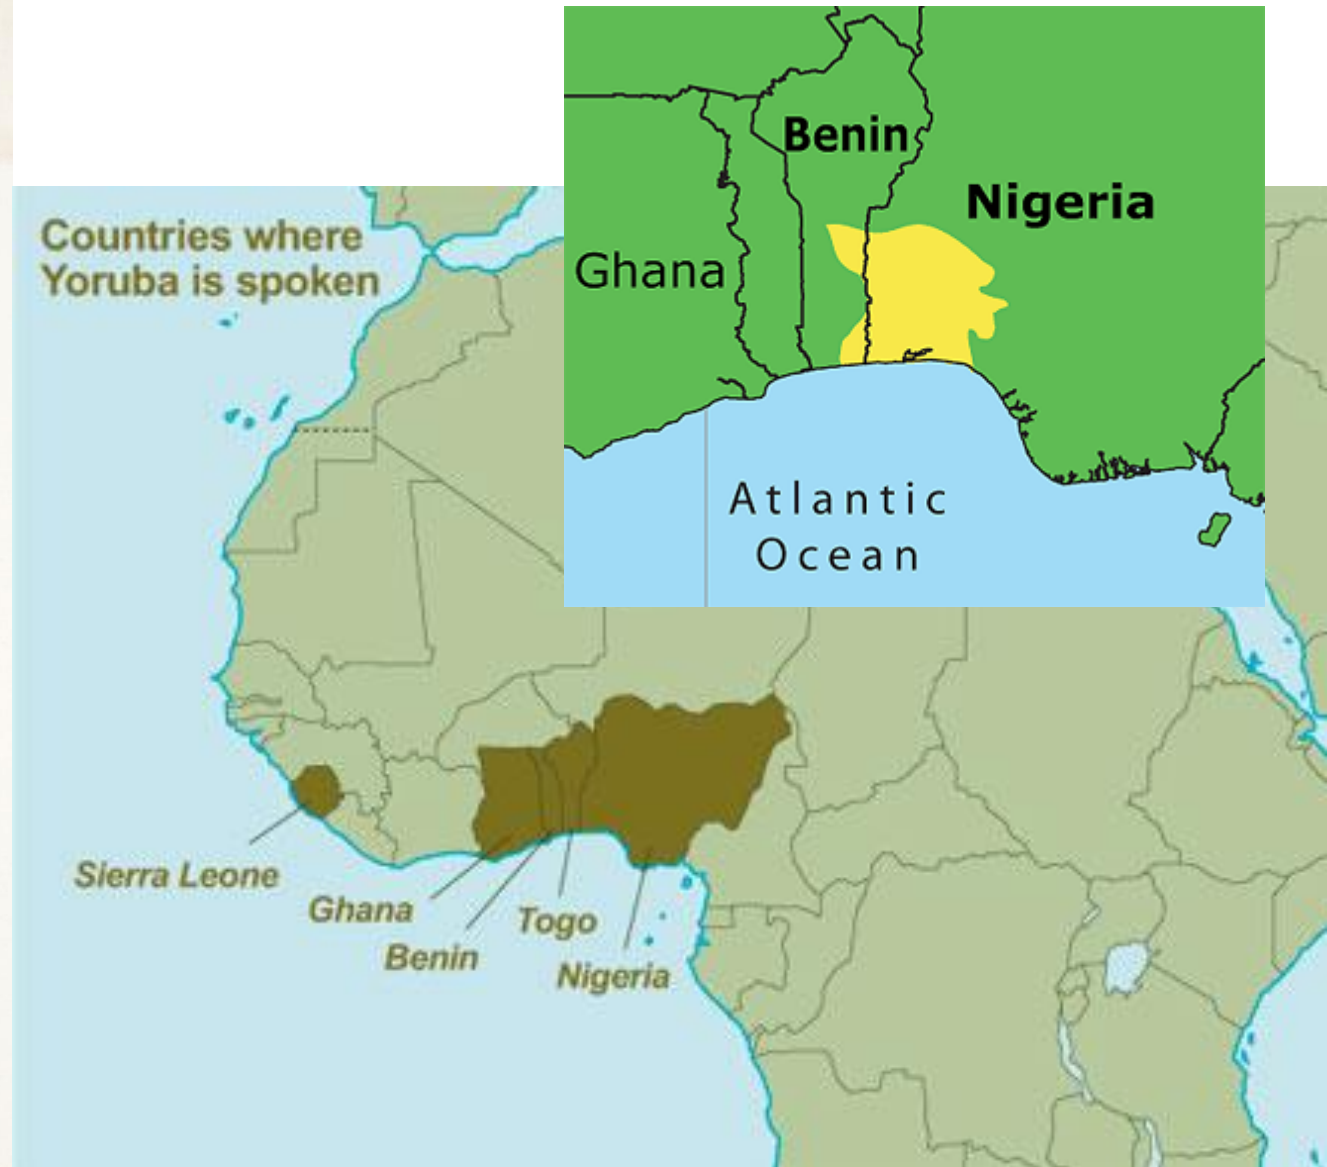 Countries where
Yoruba is spoken
Benin
Nigeria
Ghana
Atlantic
Ocean
Sierra Leone
Ghana
Togo
Benin
Nigeria